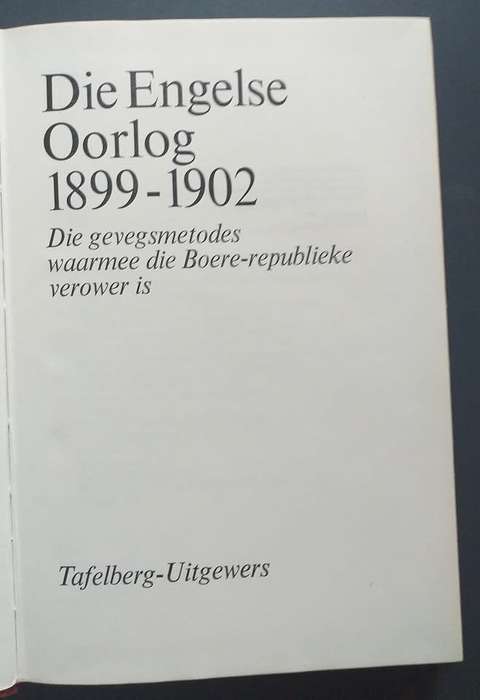 Die Engelse
Oorlog
1899-1902
Die gevegsmetodes
waarmee die Boere-republieke
verower is
Tafelberg-Uitgewers